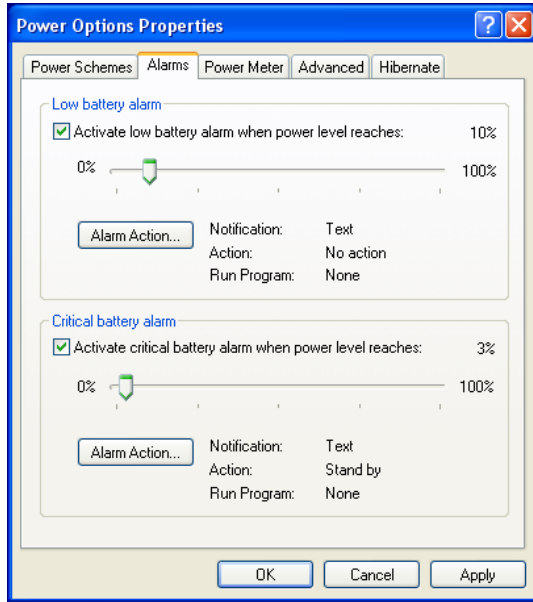 Power Options Properties
Power Schemes Alarms Power Meter Advanced Hibernate
Low battery alarm
Activate low battery alarm when power level reaches: 10%
0% 100%
Alarm Action... Notification: Text
Action: No action
Run Program: None
Critical battery alarm
Activate critical battery alarm when power level reaches: 3%
0% 100%
Alarm Action... Notification: Text
Action: Stand by
Run Program: None
OK Cancel Apply